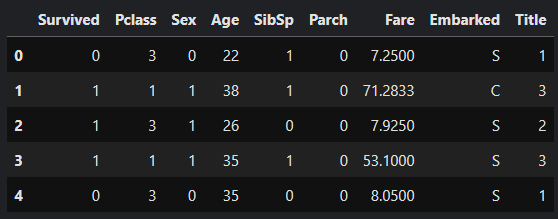 Survived Pclass Sex Age SibSp Parch Fare Embarked Title
0 0 3 0 22 1 0 7.2500 S 1
1 1 1 1 38 1 0 71.2833 C 3
2 1 3 1 26 0 0 7.9250 S 2
3 1 1 1 35 1 0 53.1000 S 3
4 0 3 0 35 0 0 8.0500 S 1